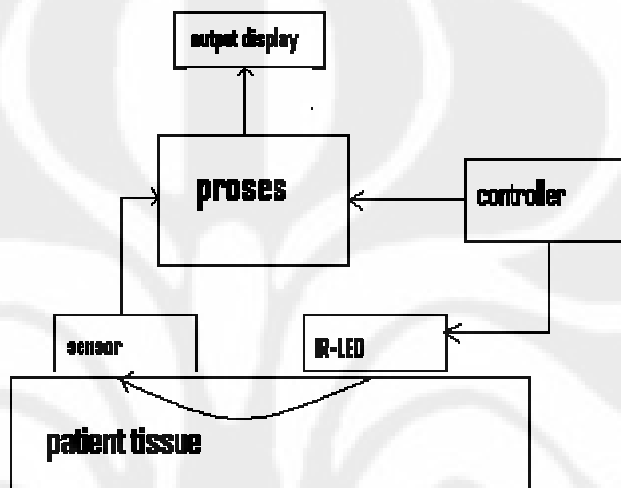 output display
proses
controller
sensor
IR-LED
patient tissue